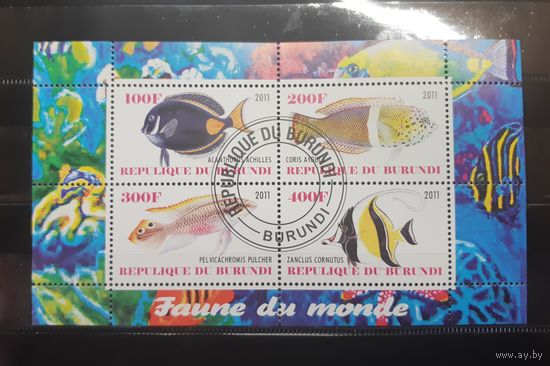 100F 2011
ACANTHURUS ACHILLES
REPUBLIQUE DU BURUNDI
200F 2011
CORIS AYGULA
REPUBLIQUE DU BURUNDI
REPUBLIQUE DU BURUNDI
BURUNDI
300F 2011
PELVICACHROMIS PULCHER
REPUBLIQUE DU BURUNDI
400F 2011
ZANCLUS CORNUTUS
REPUBLIQUE DU BURUNDI
Faune du monde
www.ay.by